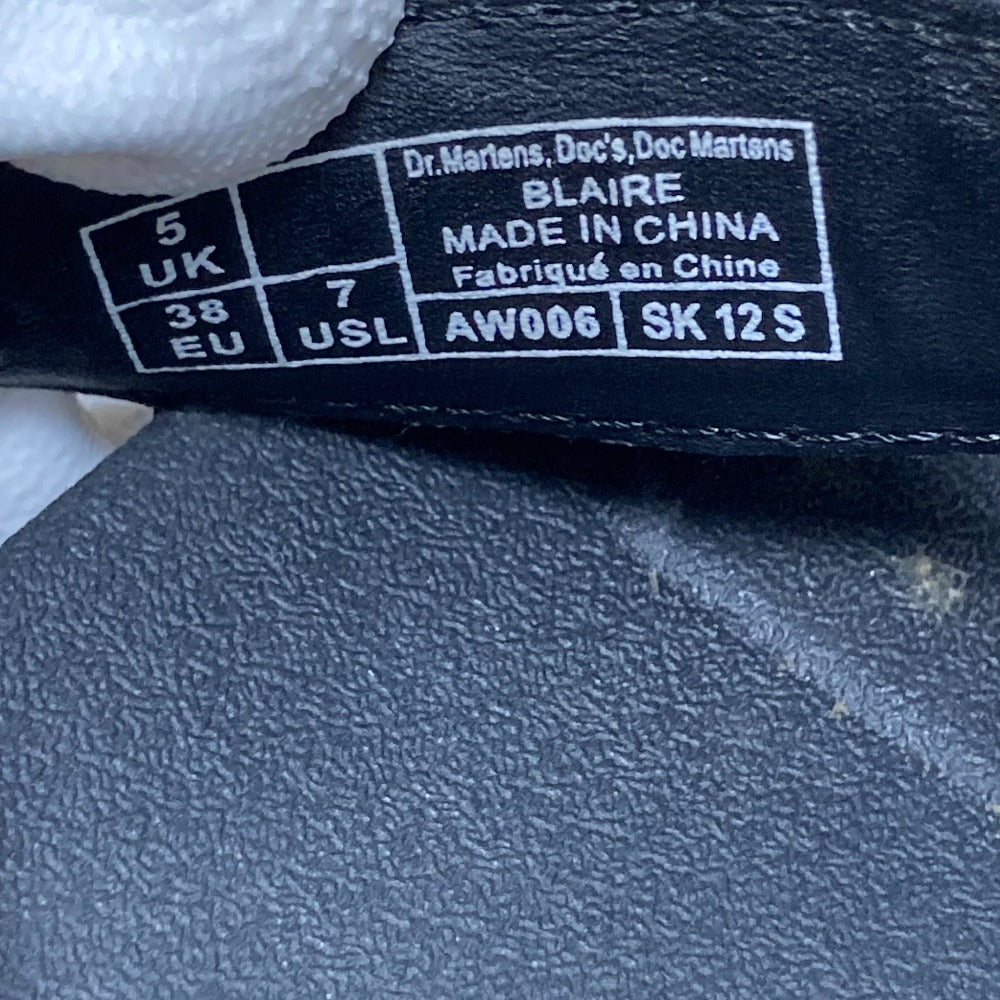 Dr.Martens, Doc's, Doc Martens
BLAIRE
MADE IN CHINA
Fabriqué en Chine
5
UK
38
EU
7
USL
AW006
SK 12 S